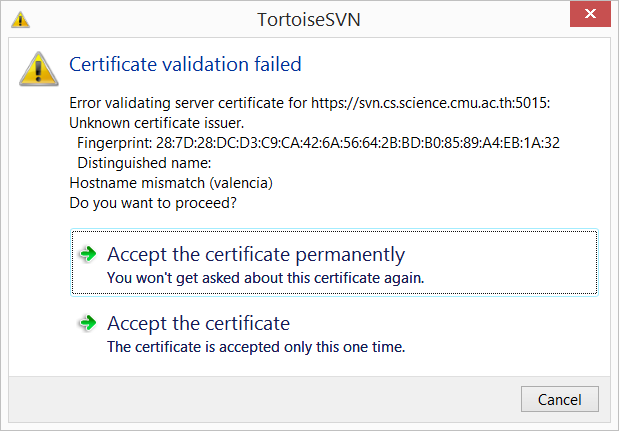 TortoiseSVN
Certificate validation failed
Error validating server certificate for https://svn.cs.science.cmu.ac.th:5015:
Unknown certificate issuer.
Fingerprint: 28:7D:28:DC:D3:C9:CA:42:6A:56:64:2B:BD:B0:85:89:A4:EB:1A:32
Distinguished name:
Hostname mismatch (valencia)
Do you want to proceed?
Accept the certificate permanently
You won't get asked about this certificate again.
Accept the certificate
The certificate is accepted only this one time.
Cancel